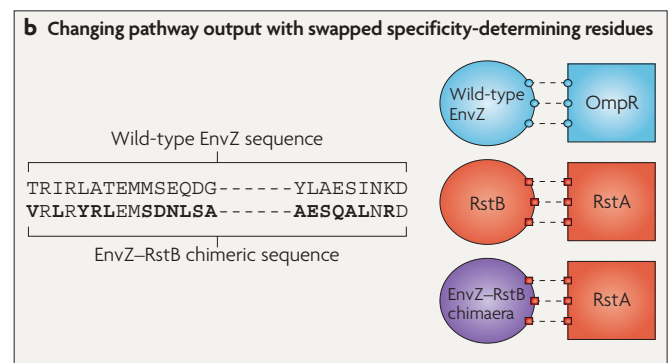 b Changing pathway output with swapped specificity-determining residues
Wild-type EnvZ sequence
TRIRLATEMMSEQDG------YLAESINKD
VRLRYRLEMSDNLSA------AESQALNRD
EnvZ–RstB chimeric sequence
Wild-type
EnvZ
OmpR
RstB
RstA
EnvZ–RstB
chimaera
RstA